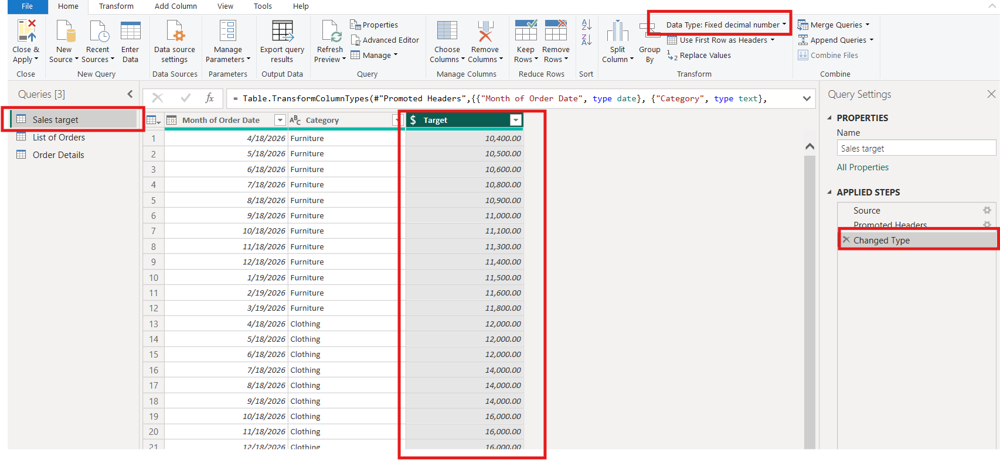 File Home Transform Add Column View Tools Help
Close & Apply
New Source
Recent Sources
Enter Data
Data source settings
Manage Parameters
Export query results
Refresh Preview
Properties
Advanced Editor
Manage
Choose Columns
Remove Columns
Keep Rows
Remove Rows
Split Column
Group By
Data Type: Fixed decimal number
Use First Row as Headers
Replace Values
Merge Queries
Append Queries
Combine Files
Close New Query Data Sources Parameters Output Data Query Manage Columns Reduce Rows Sort Transform Combine
Queries [3]
Sales target
List of Orders
Order Details
fx = Table.TransformColumnTypes(#"Promoted Headers",{{"Month of Order Date", type date}, {"Category", type text},
Month of Order Date ABC Category $ Target
1 4/18/2026 Furniture 10,400.00
2 5/18/2026 Furniture 10,500.00
3 6/18/2026 Furniture 10,600.00
4 7/18/2026 Furniture 10,800.00
5 8/18/2026 Furniture 10,900.00
6 9/18/2026 Furniture 11,000.00
7 10/18/2026 Furniture 11,100.00
8 11/18/2026 Furniture 11,300.00
9 12/18/2026 Furniture 11,400.00
10 1/19/2026 Furniture 11,500.00
11 2/19/2026 Furniture 11,600.00
12 3/19/2026 Furniture 11,800.00
13 4/18/2026 Clothing 12,000.00
14 5/18/2026 Clothing 12,000.00
15 6/18/2026 Clothing 12,000.00
16 7/18/2026 Clothing 14,000.00
17 8/18/2026 Clothing 14,000.00
18 9/18/2026 Clothing 14,000.00
19 10/18/2026 Clothing 16,000.00
20 11/18/2026 Clothing 16,000.00
21 12/18/2026 Clothing 16,000.00
Query Settings
PROPERTIES
Name
Sales target
All Properties
APPLIED STEPS
Source
Promoted Headers
Changed Type